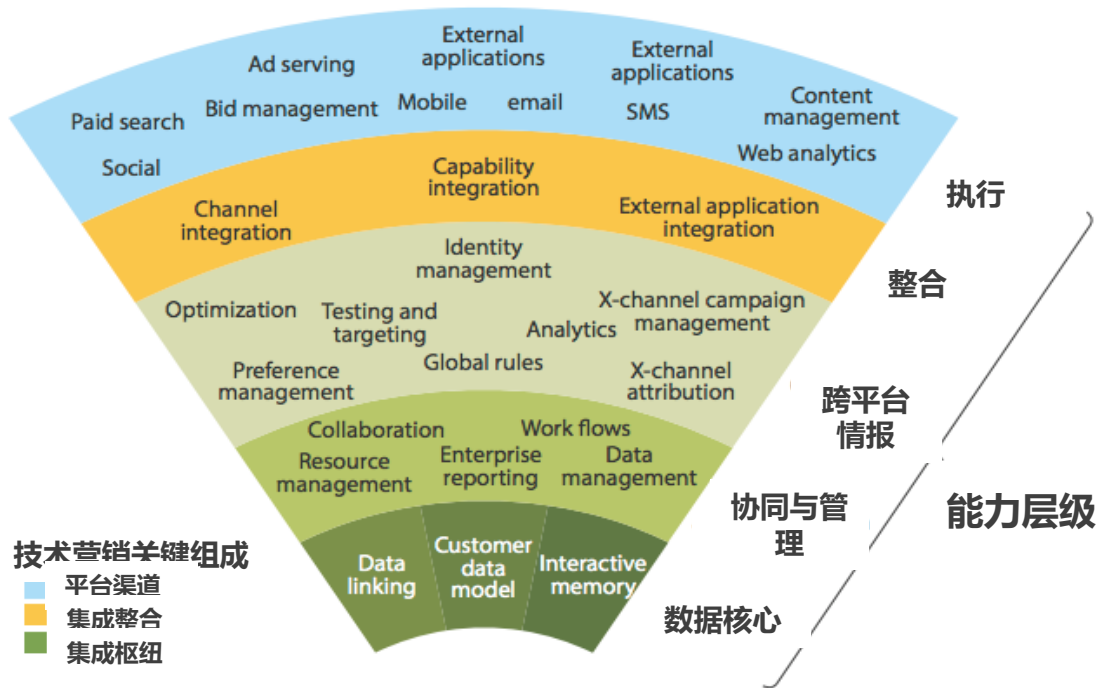 External
applications
External
applications
Ad serving
Content
management
Paid search
Bid management
Mobile
email
SMS
Social
Web analytics
执行
Capability
integration
Channel
integration
External application
integration
整合
Identity
management
Optimization
Testing and
targeting
Analytics
X-channel campaign
management
Preference
management
Global rules
X-channel
attribution
跨平台
情报
Collaboration
Work flows
Resource
management
Enterprise
reporting
Data
management
协同与管
理
能力层级
Data
linking
Customer
data
model
Interactive
memory
数据核心
技术营销关键组成
平台渠道
集成整合
集成枢纽